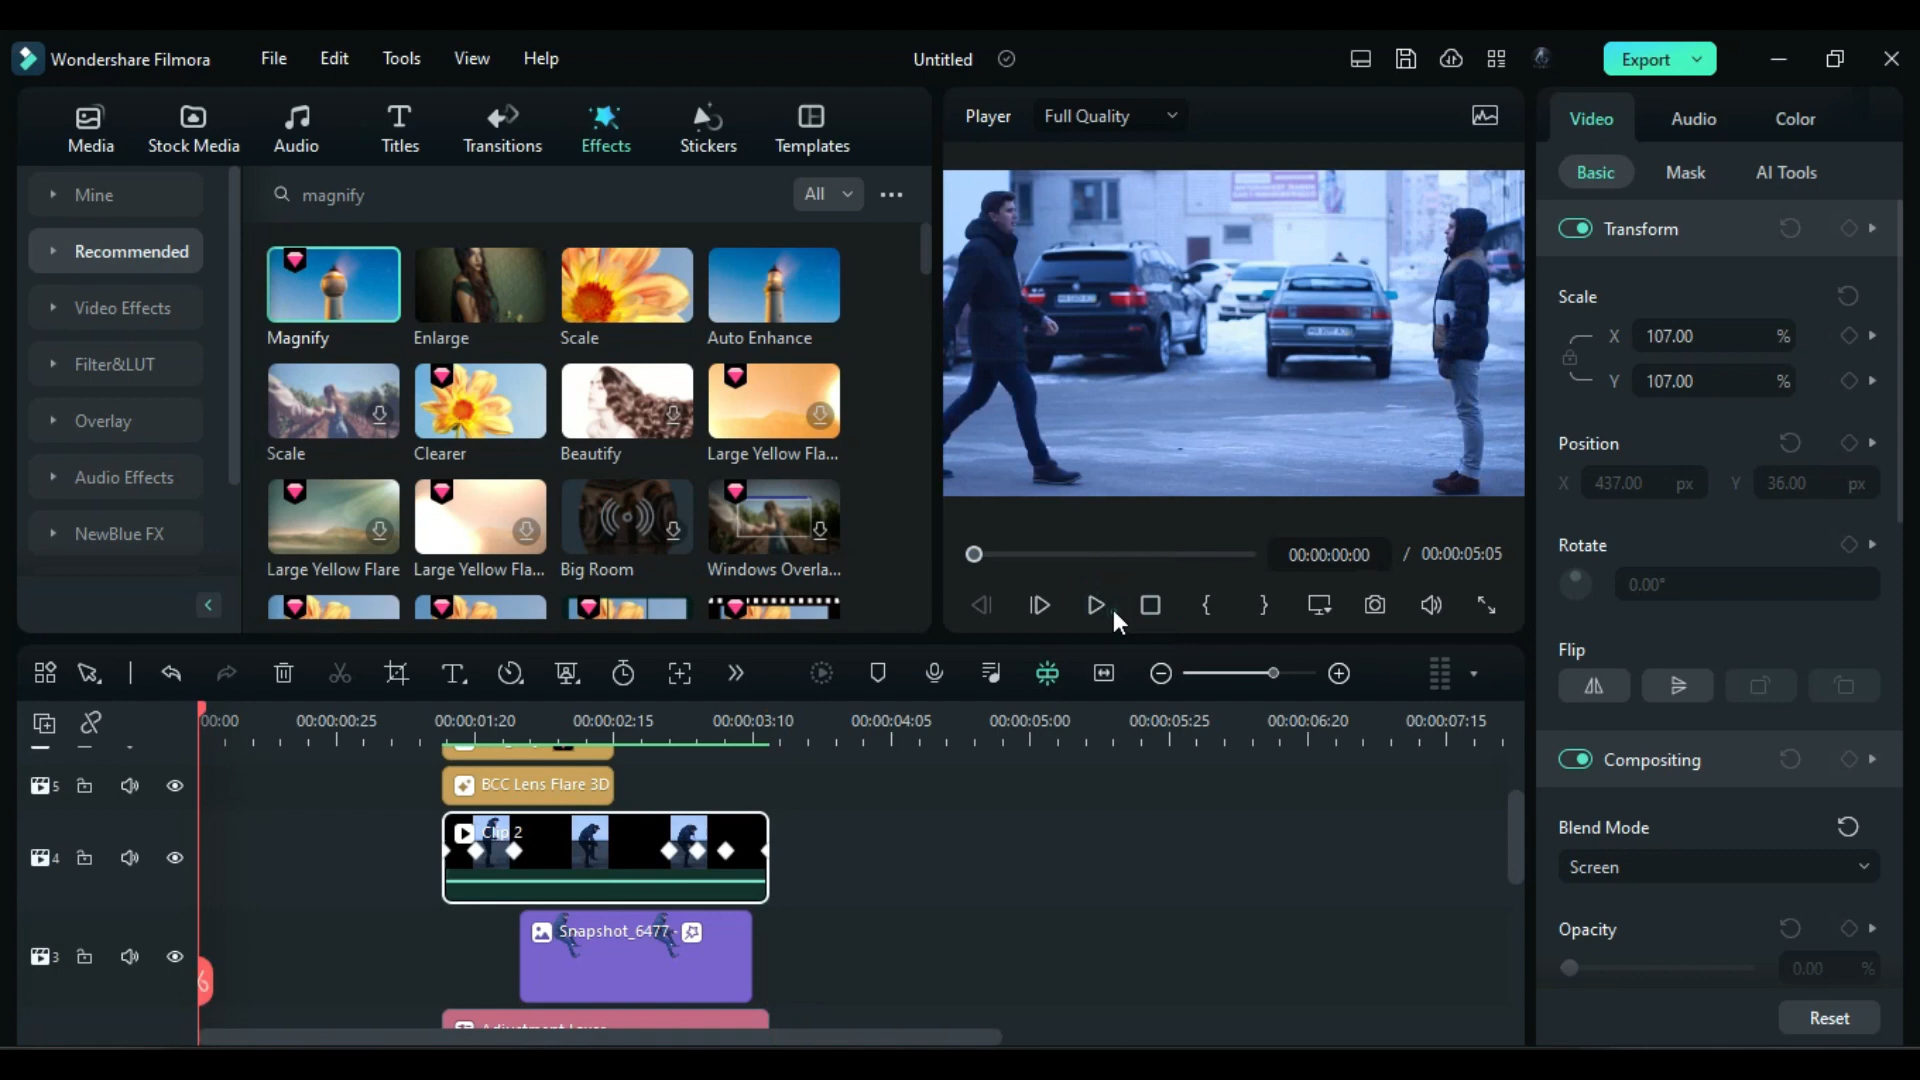 Wondershare Filmora File Edit Tools View Help Untitled Export
Media Stock Media Audio Titles Transitions Effects Stickers Templates
Mine
Recommended
Video Effects
Filter&LUT
Overlay
Audio Effects
NewBlue FX
magnify All
Magnify Enlarge Scale Auto Enhance
Scale Clearer Beautify Large Yellow Fla...
Large Yellow Flare Large Yellow Fla... Big Room Windows Overla...
Player Full Quality
00:00:00:00 / 00:00:05:05
{ }
Video Audio Color
Basic Mask AI Tools
Transform
Scale
X 107.00 %
Y 107.00 %
Position
X 437.00 px Y 36.00 px
Rotate
0.00°
Flip
Compositing
Blend Mode
Screen
Opacity
0.00 %
Reset
00:00 00:00:00:25 00:00:01:20 00:00:02:15 00:00:03:10 00:00:04:05 00:00:05:00 00:00:05:25 00:00:06:20 00:00:07:15
5 BCC Lens Flare 3D
4 Clip 2
3 Snapshot_6477
Adjustment Layer